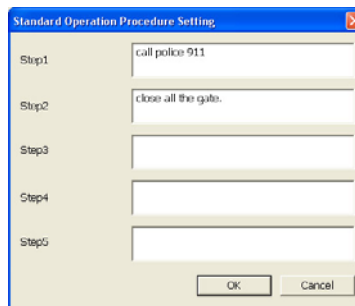 Standard Operation Procedure Setting
Step1
call police 911
Step2
close all the gate.
Step3
Step4
Step5
OK
Cancel